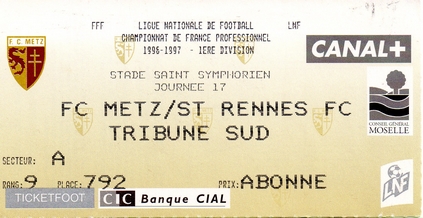 FFF LIGUE NATIONALE DE FOOTBALL LNF
CHAMPIONNAT DE FRANCE PROFESSIONNEL
1996-1997 - 1ERE DIVISION
F.C. METZ
CANAL+
STADE SAINT SYMPHORIEN
JOURNEE 17
FC METZ/ST RENNES FC
TRIBUNE SUD
CONSEIL GÉNÉRAL
MOSELLE
SECTEUR: A
RANG: 9 PLACE: 792 PRIX: ABONNE
TICKETFOOT CIC Banque CIAL
LNF